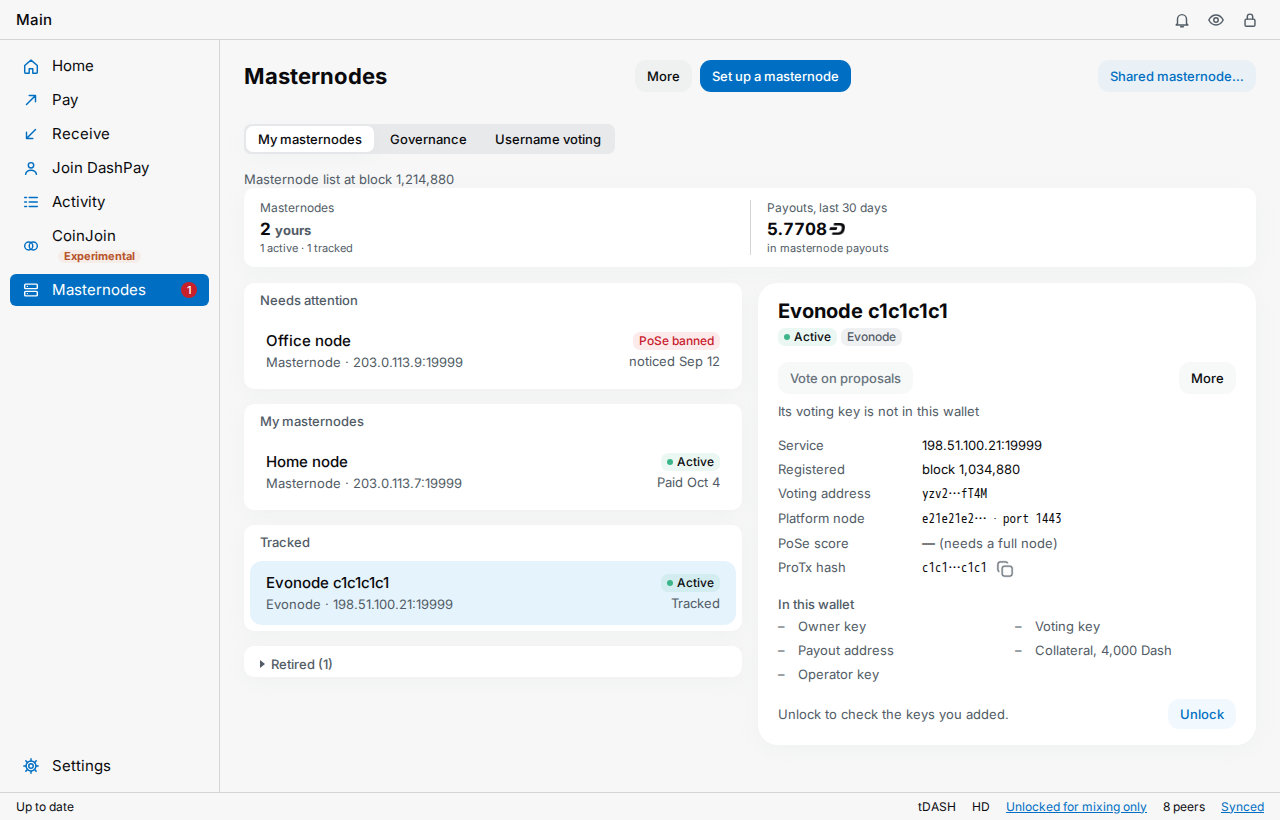 Main
Home
Pay
Receive
Join DashPay
Activity
CoinJoin
Experimental
Masternodes 1
Settings
Masternodes
More
Set up a masternode
Shared masternode...
My masternodes
Governance
Username voting
Masternode list at block 1,214,880
Masternodes
2 yours
1 active · 1 tracked
Payouts, last 30 days
5.7708
in masternode payouts
Needs attention
Office node
PoSe banned
Masternode · 203.0.113.9:19999
noticed Sep 12
My masternodes
Home node
Active
Masternode · 203.0.113.7:19999
Paid Oct 4
Tracked
Evonode c1c1c1c1
Active
Evonode · 198.51.100.21:19999
Tracked
Retired (1)
Evonode c1c1c1c1
Active
Evonode
Vote on proposals
More
Its voting key is not in this wallet
Service 198.51.100.21:19999
Registered block 1,034,880
Voting address yzv2⋯fT4M
Platform node e21e21e2⋯ · port 1443
PoSe score — (needs a full node)
ProTx hash c1c1⋯c1c1
In this wallet
– Owner key
– Voting key
– Payout address
– Collateral, 4,000 Dash
– Operator key
Unlock to check the keys you added.
Unlock
Up to date
tDASH
HD
Unlocked for mixing only
8 peers
Synced